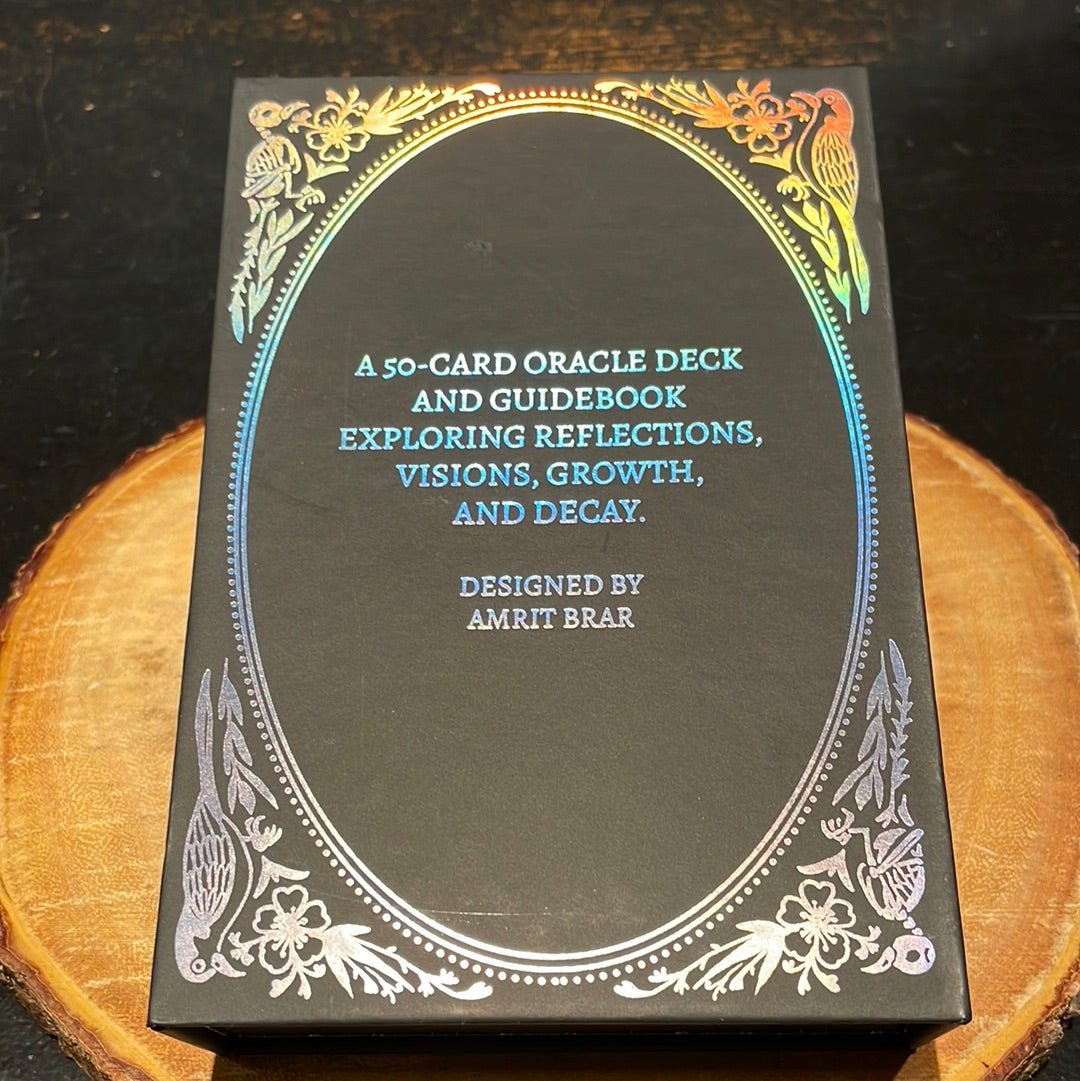 A 50-CARD ORACLE DECK
AND GUIDEBOOK
EXPLORING REFLECTIONS,
VISIONS, GROWTH,
AND DECAY.
DESIGNED BY
AMRIT BRAR